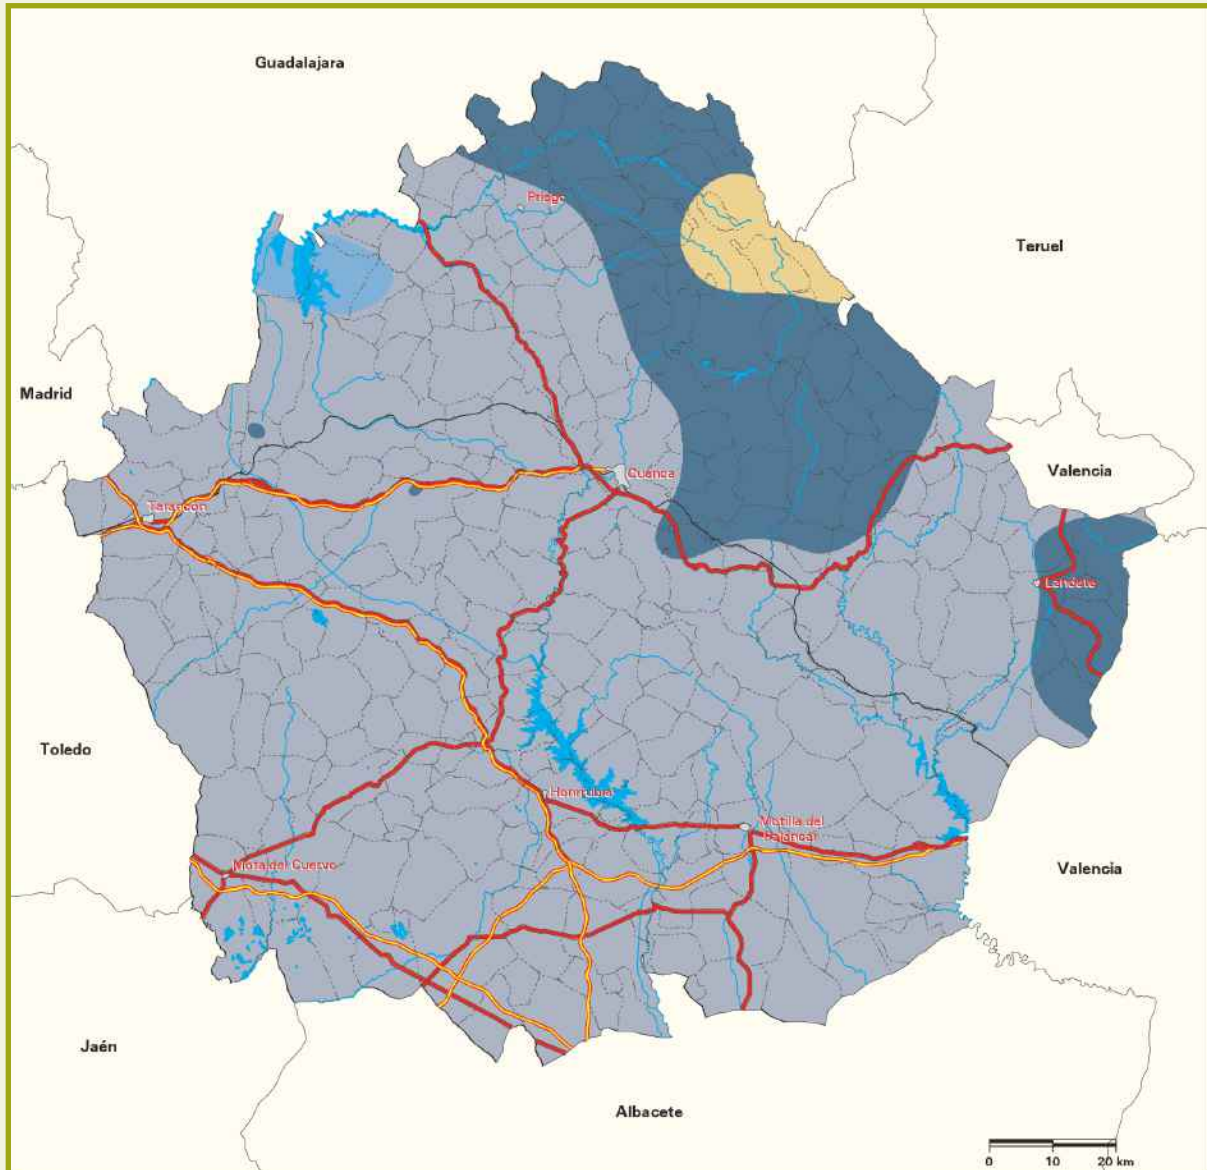 Guadalajara
Priego
Teruel
Madrid
Valencia
Cuenca
Tarancón
Landete
Toledo
Honrubia
Motilla del
Palancar
Mota del Cuervo
Valencia
Jaén
Albacete
0 10 20 km